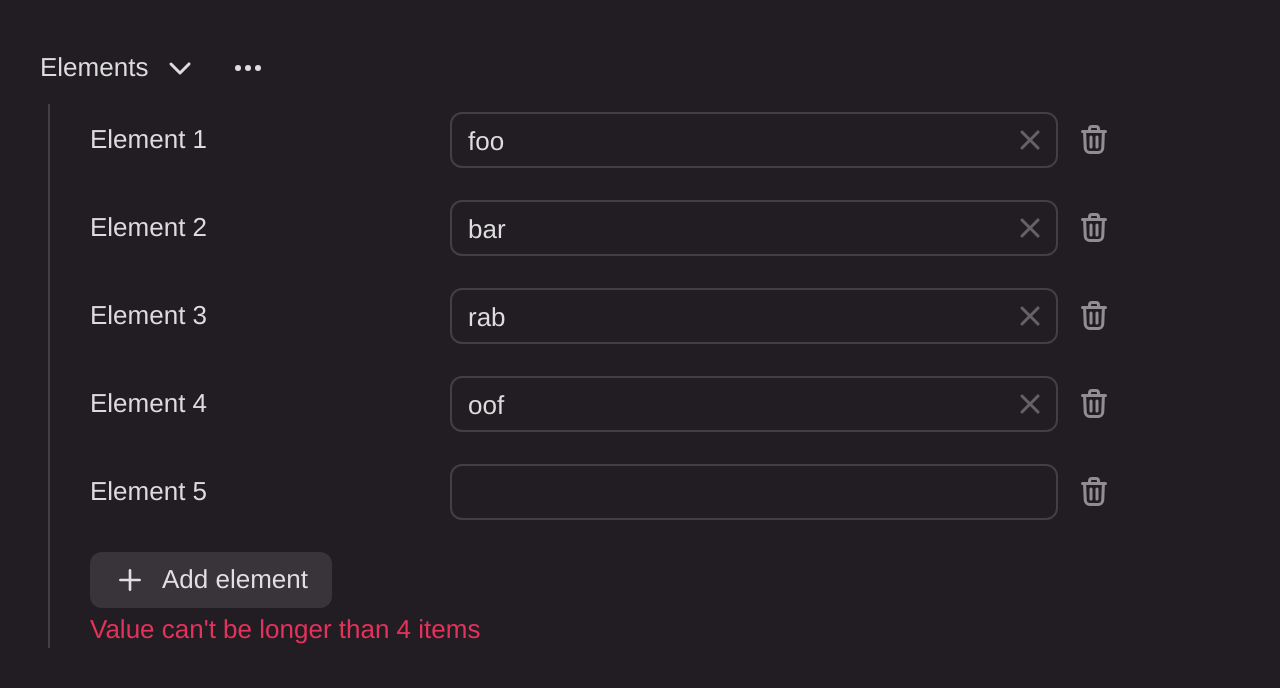 Elements
Element 1
foo
Element 2
bar
Element 3
rab
Element 4
oof
Element 5
Add element
Value can't be longer than 4 items